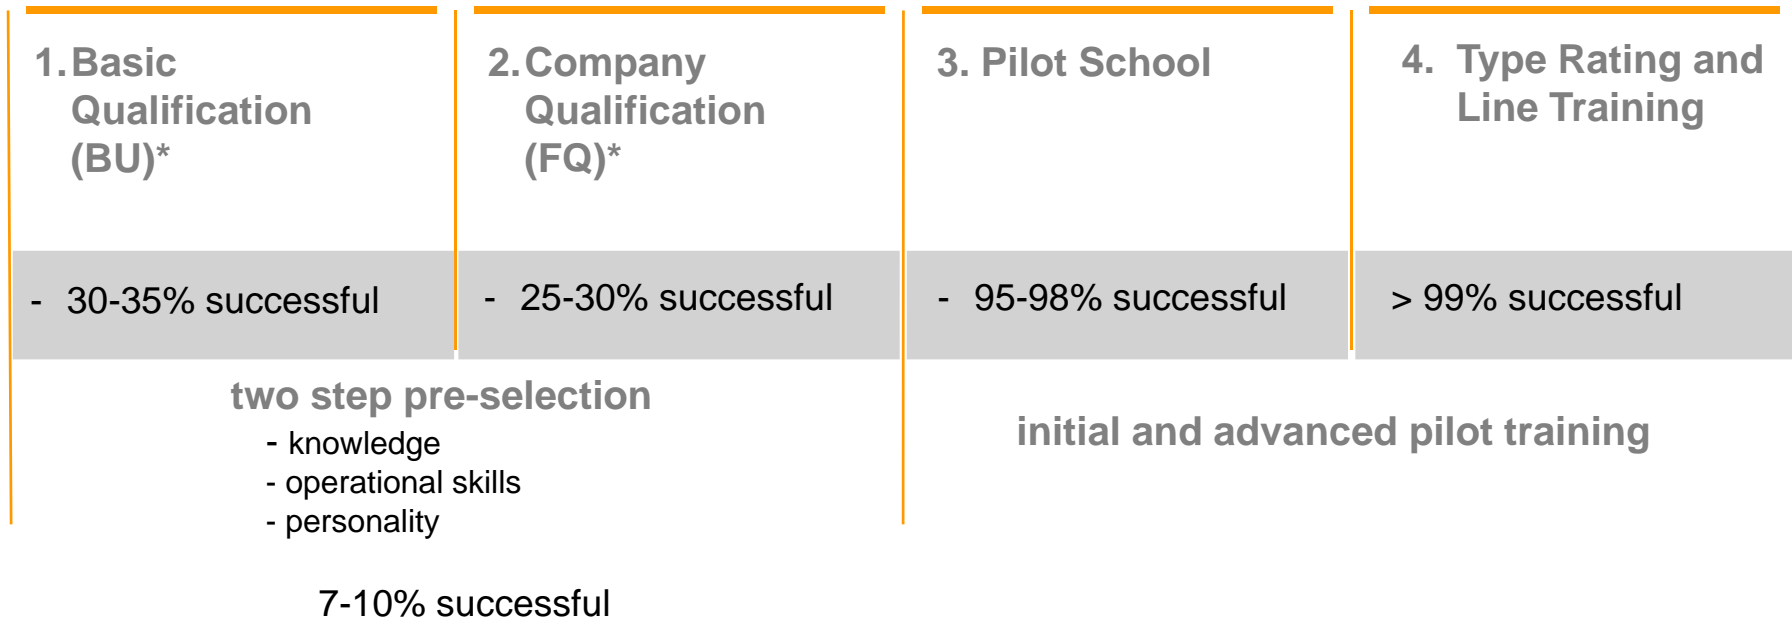 1. Basic
Qualification
(BU)*
2. Company
Qualification
(FQ)*
3. Pilot School
4. Type Rating and
Line Training
- 30-35% successful
- 25-30% successful
- 95-98% successful
> 99% successful
two step pre-selection
- knowledge
- operational skills
- personality
initial and advanced pilot training
7-10% successful